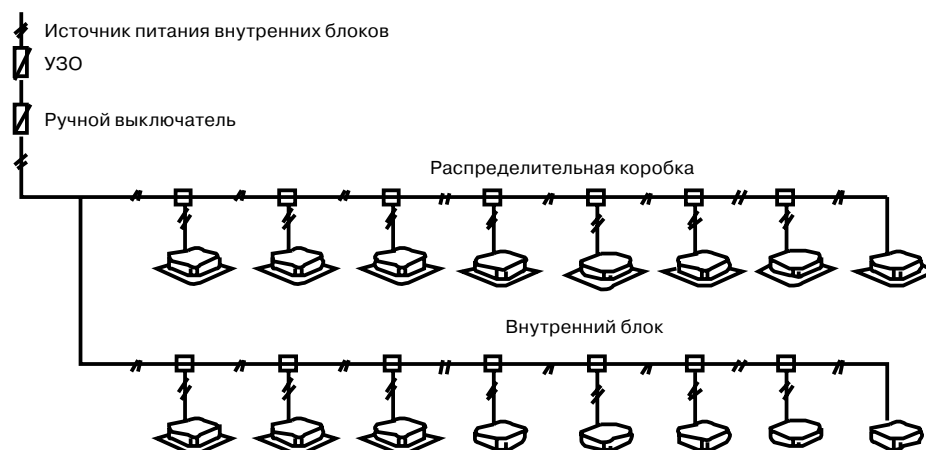 Источник питания внутренних блоков
УЗО
Ручной выключатель
Распределительная коробка
Внутренний блок